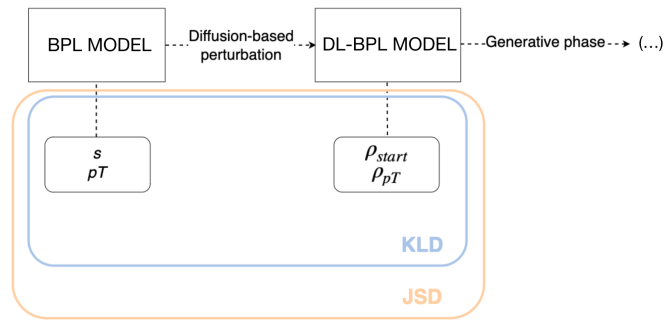 BPL MODEL
Diffusion-based
perturbation
DL-BPL MODEL
Generative phase
(...)
s
pT
ρstart
ρpT
KLD
JSD